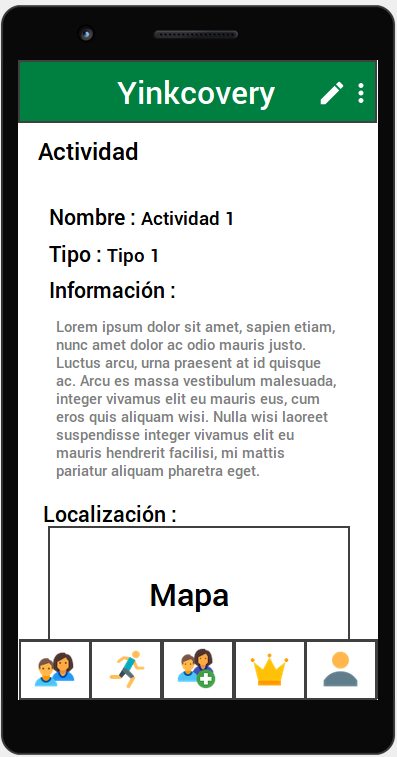 Yinkcovery
Actividad
Nombre : Actividad 1
Tipo : Tipo 1
Información :
Lorem ipsum dolor sit amet, sapien etiam,
nunc amet dolor ac odio mauris justo.
Luctus arcu, urna praesent at id quisque
ac. Arcu es massa vestibulum malesuada,
integer vivamus elit eu mauris eus, cum
eros quis aliquam wisi. Nulla wisi laoreet
suspendisse integer vivamus elit eu
mauris hendrerit facilisi, mi mattis
pariatur aliquam pharetra eget.
Localización :
Mapa